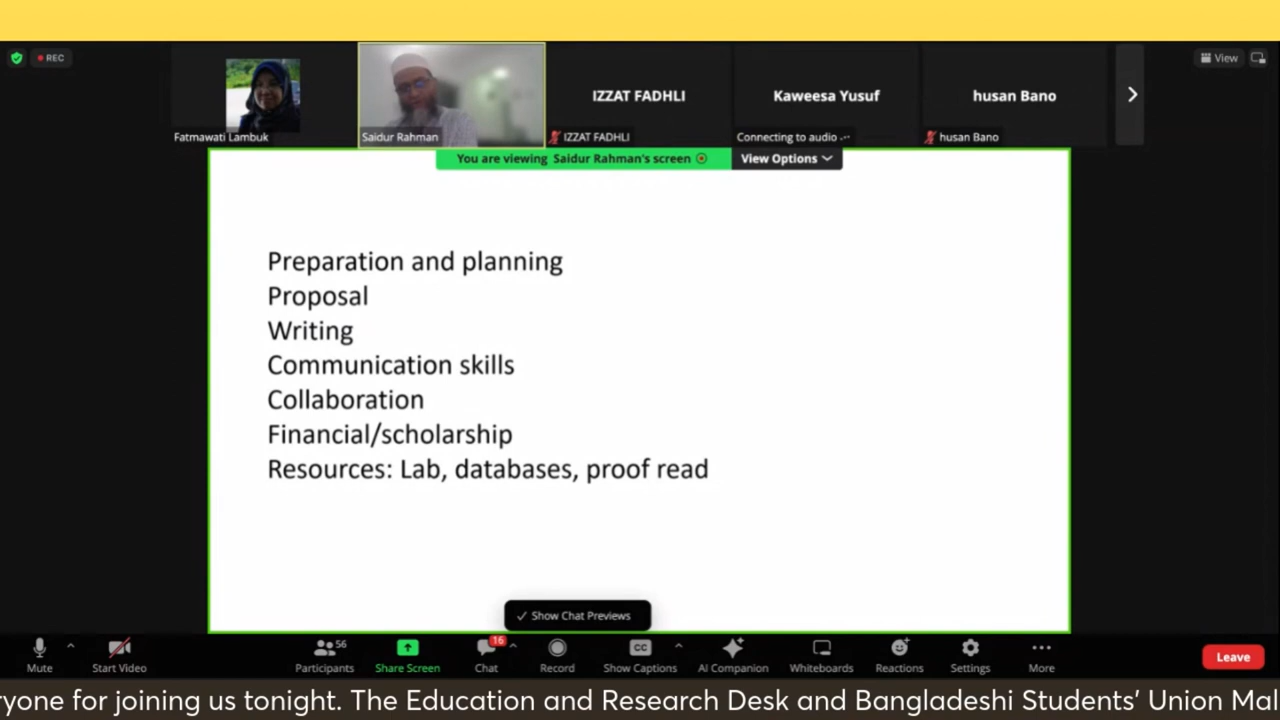 REC
View
IZZAT FADHLI
Kaweesa Yusuf
husan Bano
Fatmawati Lambuk
Saidur Rahman
IZZAT FADHLI
Connecting to audio ...
husan Bano
You are viewing Saidur Rahman's screen
View Options
Preparation and planning
Proposal
Writing
Communication skills
Collaboration
Financial/scholarship
Resources: Lab, databases, proof read
✓ Show Chat Previews
56
16
CC
Mute
Start Video
Participants
Share Screen
Chat
Record
Show Captions
AI Companion
Whiteboards
Reactions
Settings
More
Leave
ryone for joining us tonight. The Education and Research Desk and Bangladeshi Students' Union Mal